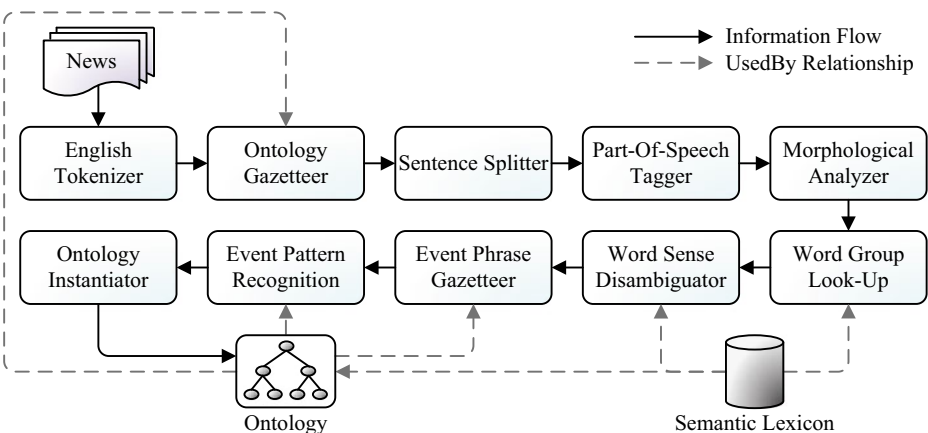 News
Information Flow
UsedBy Relationship
English
Tokenizer
Ontology
Gazetteer
Sentence Splitter
Part-Of-Speech
Tagger
Morphological
Analyzer
Ontology
Instantiator
Event Pattern
Recognition
Event Phrase
Gazetteer
Word Sense
Disambiguator
Word Group
Look-Up
Ontology
Semantic Lexicon